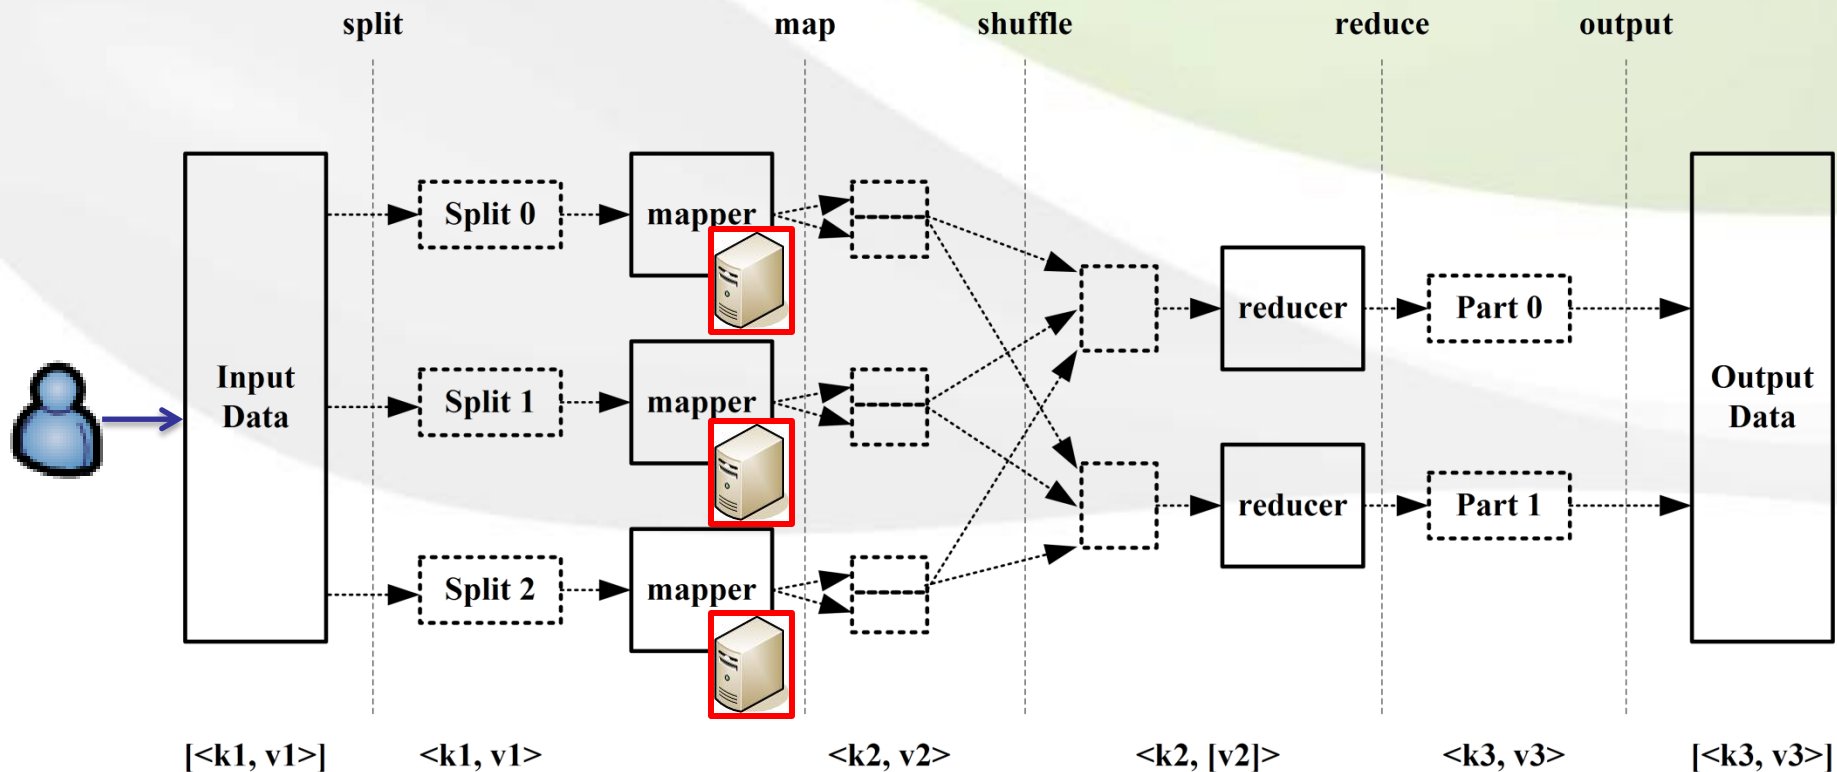 split
map
shuffle
reduce
output
Input
Data
Split 0
mapper
Split 1
mapper
Split 2
mapper
reducer
Part 0
reducer
Part 1
Output
Data
[<k1, v1>]
<k1, v1>
<k2, v2>
<k2, [v2]>
<k3, v3>
[<k3, v3>]